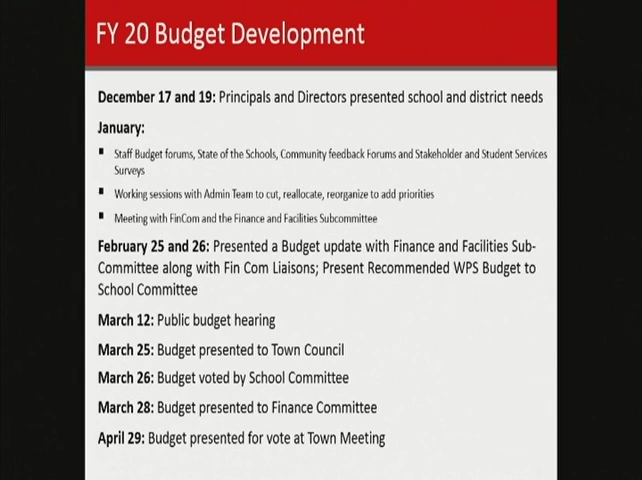 FY 20 Budget Development
December 17 and 19: Principals and Directors presented school and district needs
January:
▪ Staff Budget forums, State of the Schools, Community feedback Forums and Stakeholder and Student Services
Surveys
▪ Working sessions with Admin Team to cut, reallocate, reorganize to add priorities
▪ Meeting with FinCom and the Finance and Facilities Subcommittee
February 25 and 26: Presented a Budget update with Finance and Facilities Sub-
Committee along with Fin Com Liaisons; Present Recommended WPS Budget to
School Committee
March 12: Public budget hearing
March 25: Budget presented to Town Council
March 26: Budget voted by School Committee
March 28: Budget presented to Finance Committee
April 29: Budget presented for vote at Town Meeting